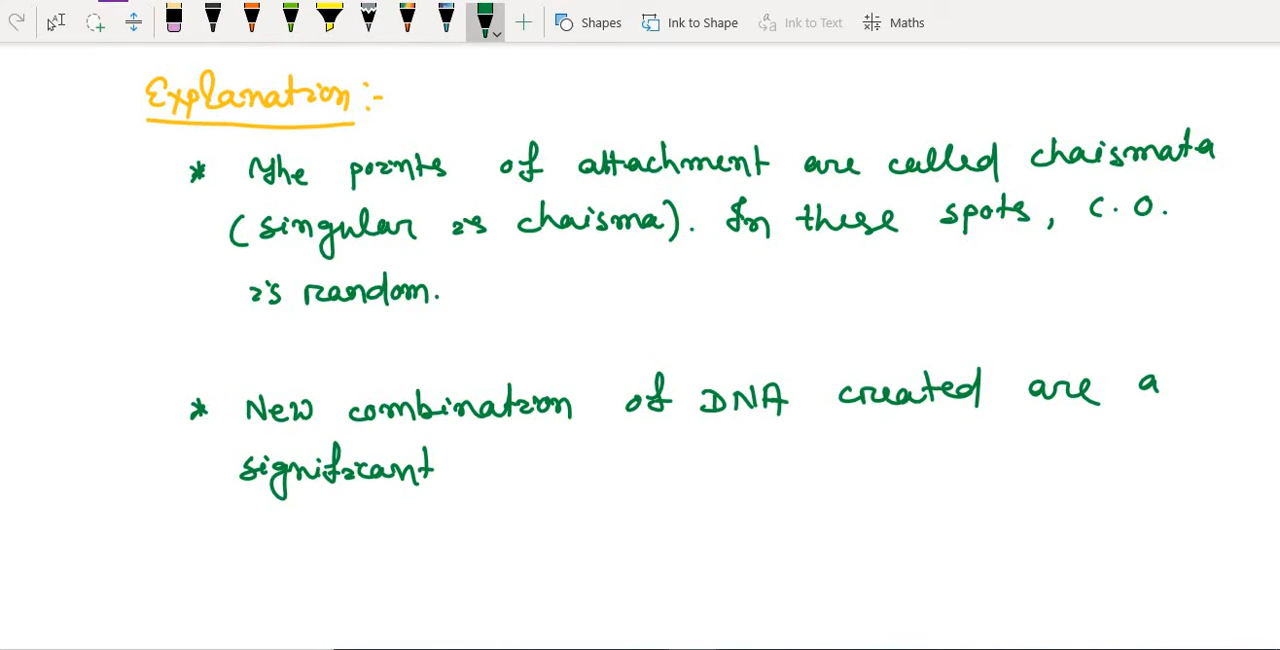 Shapes Ink to Shape Ink to Text Maths
Explanation :-
* The points of attachment are called chaismata
(singular is chaisma). In these spots, C.O.
is random.
* New combination of DNA created are a
significant